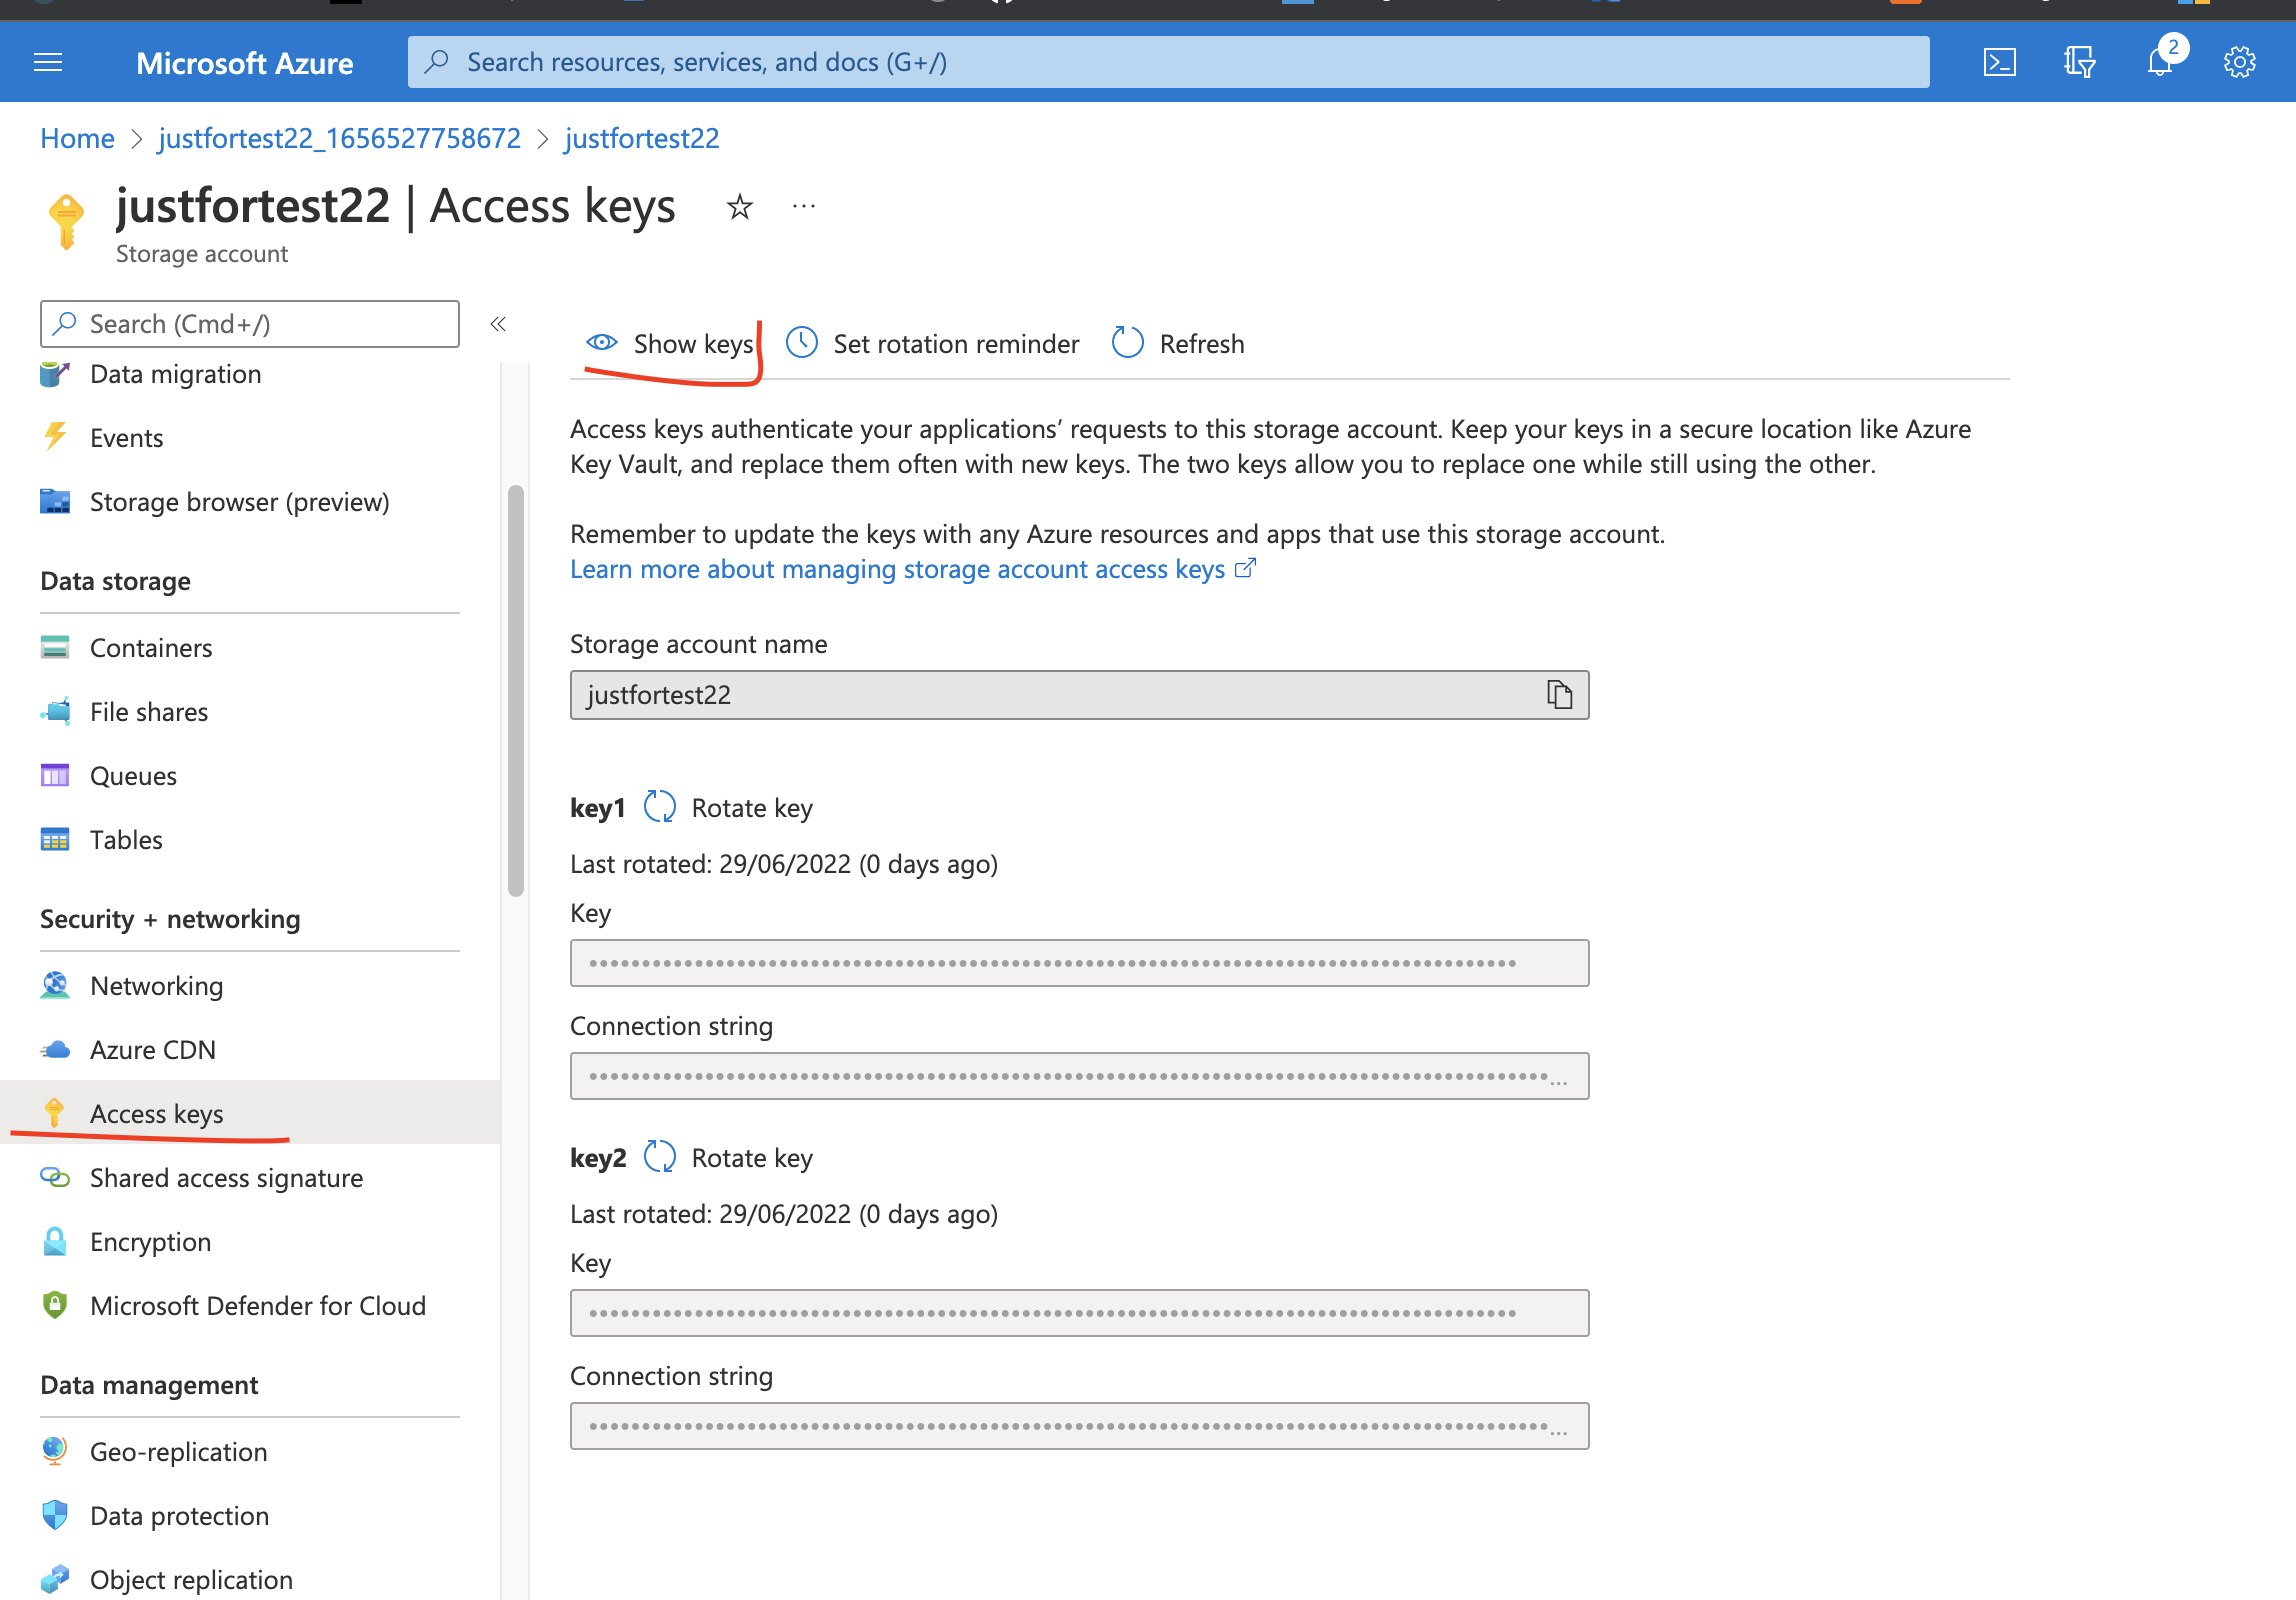 Microsoft Azure
Search resources, services, and docs (G+/)
2
Home > justfortest22_1656527758672 > justfortest22
justfortest22 | Access keys ...
Storage account
Search (Cmd+/)
«
Data migration
Events
Storage browser (preview)
Data storage
Containers
File shares
Queues
Tables
Security + networking
Networking
Azure CDN
Access keys
Shared access signature
Encryption
Microsoft Defender for Cloud
Data management
Geo-replication
Data protection
Object replication
Show keys Set rotation reminder Refresh
Access keys authenticate your applications’ requests to this storage account. Keep your keys in a secure location like Azure
Key Vault, and replace them often with new keys. The two keys allow you to replace one while still using the other.
Remember to update the keys with any Azure resources and apps that use this storage account.
Learn more about managing storage account access keys
Storage account name
justfortest22
key1 Rotate key
Last rotated: 29/06/2022 (0 days ago)
Key
Connection string
key2 Rotate key
Last rotated: 29/06/2022 (0 days ago)
Key
Connection string